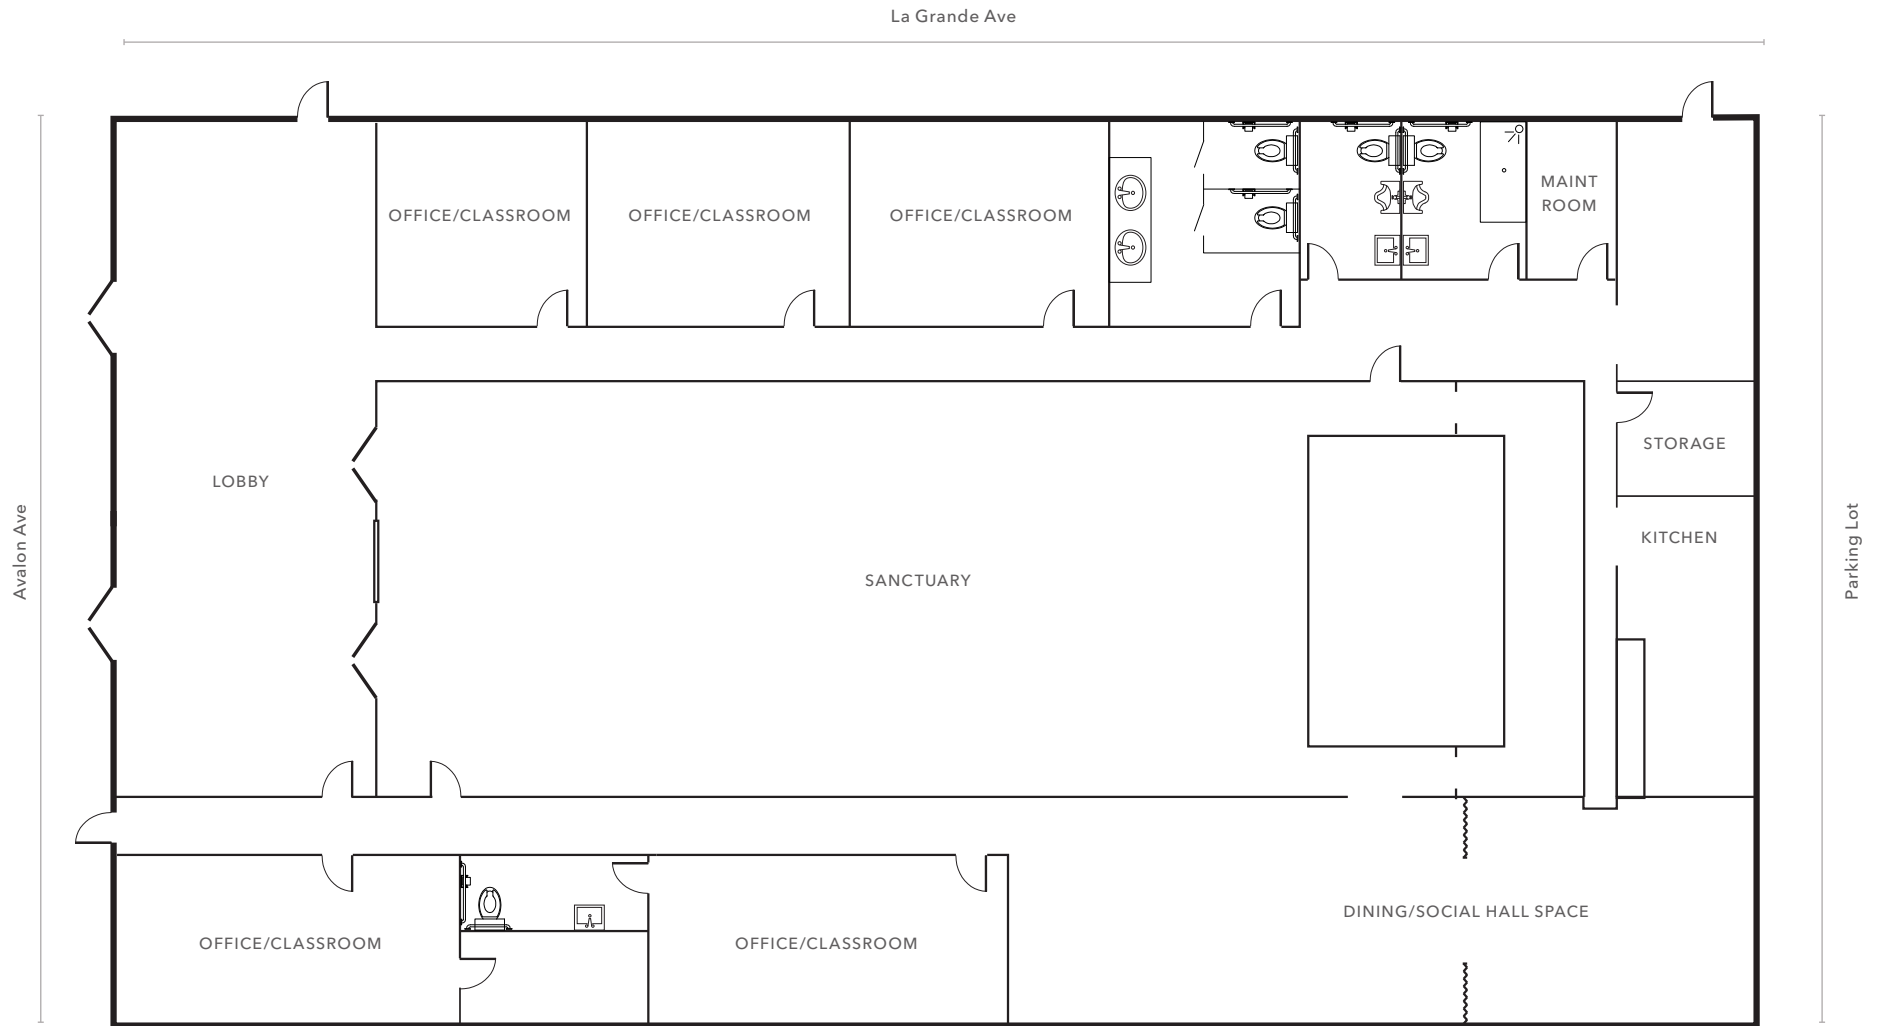 La Grande Ave
OFFICE/CLASSROOM
OFFICE/CLASSROOM
OFFICE/CLASSROOM
MAINT
ROOM
LOBBY
SANCTUARY
STORAGE
KITCHEN
Avalon Ave
Parking Lot
OFFICE/CLASSROOM
OFFICE/CLASSROOM
DINING/SOCIAL HALL SPACE